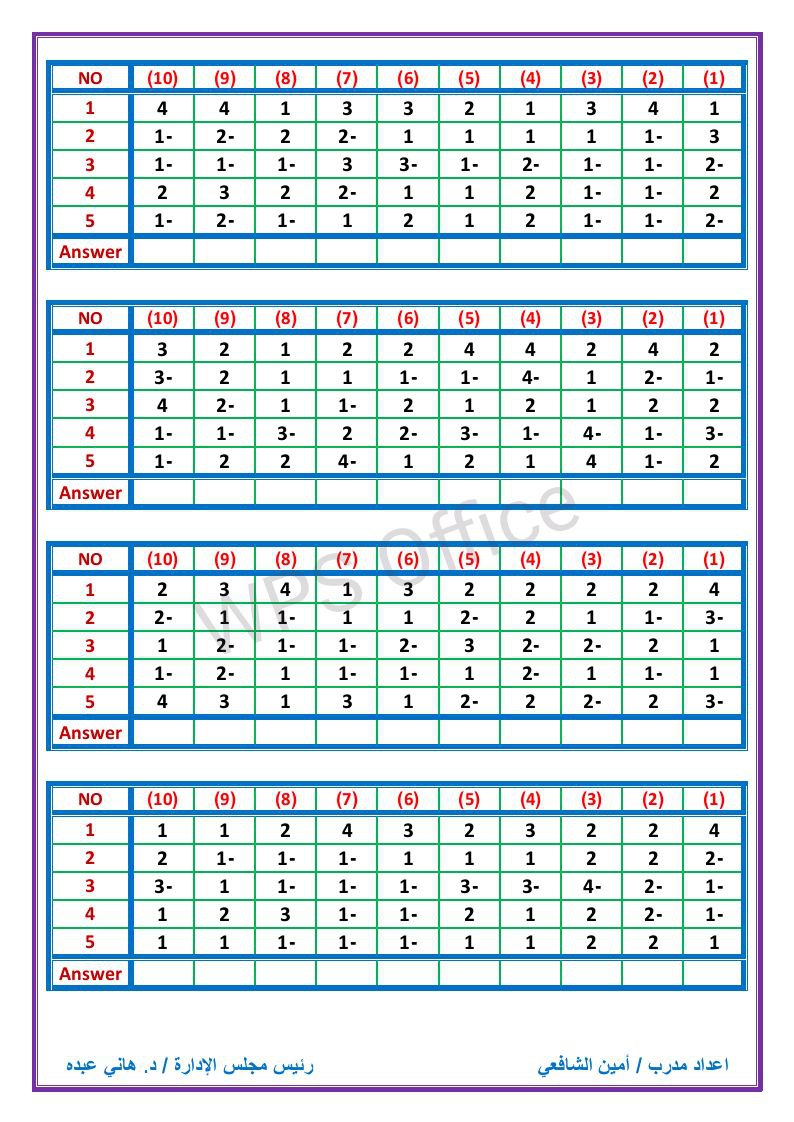 NO (10) (9) (8) (7) (6) (5) (4) (3) (2) (1)
1 4 4 1 3 3 2 1 3 4 1
2 1- 2- 2 2- 1 1 1 1 1- 3
3 1- 1- 1- 3 3- 1- 2- 1- 1- 2-
4 2 3 2 2- 1 1 2 1- 1- 2
5 1- 2- 1- 1 2 1 2 1- 1- 2-
Answer
NO (10) (9) (8) (7) (6) (5) (4) (3) (2) (1)
1 3 2 1 2 2 4 4 2 4 2
2 3- 2 1 1 1- 1- 4- 1 2- 1-
3 4 2- 1 1- 2 1 2 1 2 2
4 1- 1- 3- 2 2- 3- 1- 4- 1- 3-
5 1- 2 2 4- 1 2 1 4 1- 2
Answer
WPS Office
NO (10) (9) (8) (7) (6) (5) (4) (3) (2) (1)
1 2 3 4 1 3 2 2 2 2 4
2 2- 1 1- 1 1 2- 2 1 1- 3-
3 1 2- 1- 1- 2- 3 2- 2- 2 1
4 1- 2- 1 1- 1- 1 2- 1 1- 1
5 4 3 1 3 1 2- 2 2- 2 3-
Answer
NO (10) (9) (8) (7) (6) (5) (4) (3) (2) (1)
1 1 1 2 4 3 2 3 2 2 4
2 2 1- 1- 1- 1 1 1 2 2 2-
3 3- 1 1- 1- 1- 3- 3- 4- 2- 1-
4 1 2 3 1- 1- 2 1 2 2- 1-
5 1 1 1- 1- 1- 1 1 2 2 1
Answer
اعداد مدرب / أمين الشافعي رئيس مجلس الإدارة / د. هاني عبده